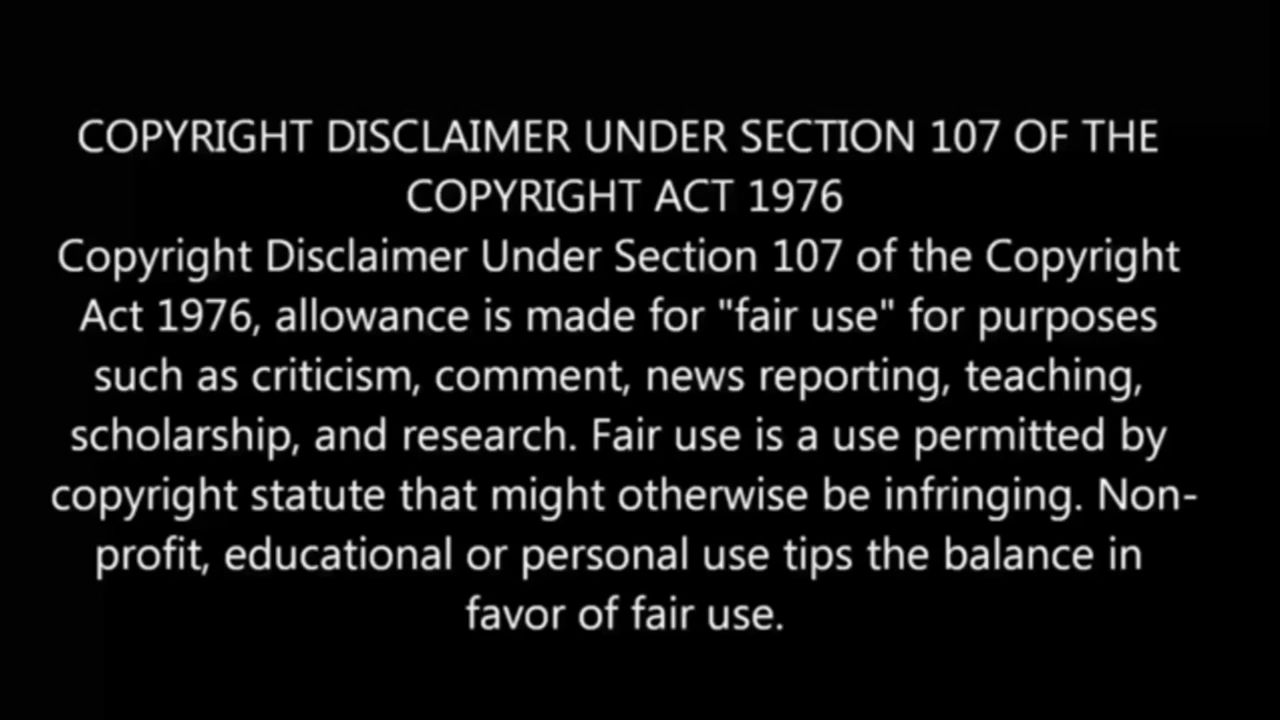 COPYRIGHT DISCLAIMER UNDER SECTION 107 OF THE
COPYRIGHT ACT 1976
Copyright Disclaimer Under Section 107 of the Copyright
Act 1976, allowance is made for "fair use" for purposes
such as criticism, comment, news reporting, teaching,
scholarship, and research. Fair use is a use permitted by
copyright statute that might otherwise be infringing. Non-
profit, educational or personal use tips the balance in
favor of fair use.